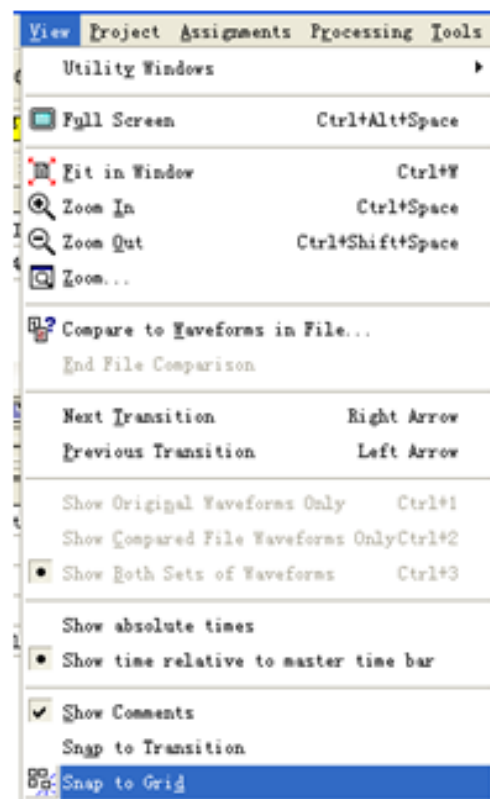 View Project Assignments Processing Tools
Utility Windows
Full Screen Ctrl+Alt+Space
Fit in Window Ctrl+W
Zoom In Ctrl+Space
Zoom Out Ctrl+Shift+Space
Zoom...
Compare to Waveforms in File...
End File Comparison
Next Transition Right Arrow
Previous Transition Left Arrow
Show Original Waveforms Only Ctrl+1
Show Compared File Waveforms Only Ctrl+2
Show Both Sets of Waveforms Ctrl+3
Show absolute times
Show time relative to master time bar
Show Comments
Snap to Transition
Snap to Grid